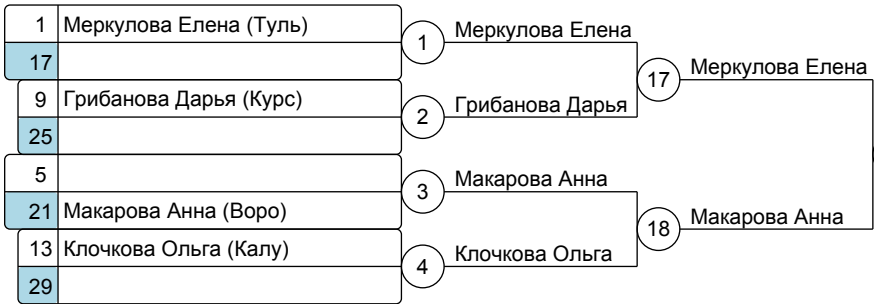 1 Меркулова Елена (Туль)
17
9 Грибанова Дарья (Курс)
25
5
21 Макарова Анна (Воро)
13 Клочкова Ольга (Калу)
29
1 Меркулова Елена
2 Грибанова Дарья
3 Макарова Анна
4 Клочкова Ольга
17 Меркулова Елена
18 Макарова Анна